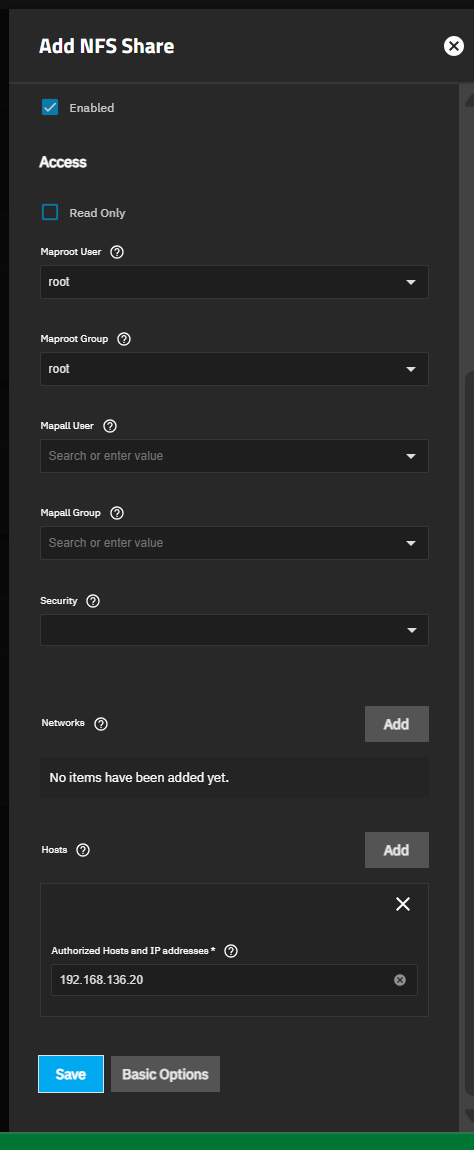 Add NFS Share
Enabled
Access
Read Only
Maproot User
root
Maproot Group
root
Mapall User
Search or enter value
Mapall Group
Search or enter value
Security
Networks
Add
No items have been added yet.
Hosts
Add
Authorized Hosts and IP addresses *
192.168.136.20
Save
Basic Options